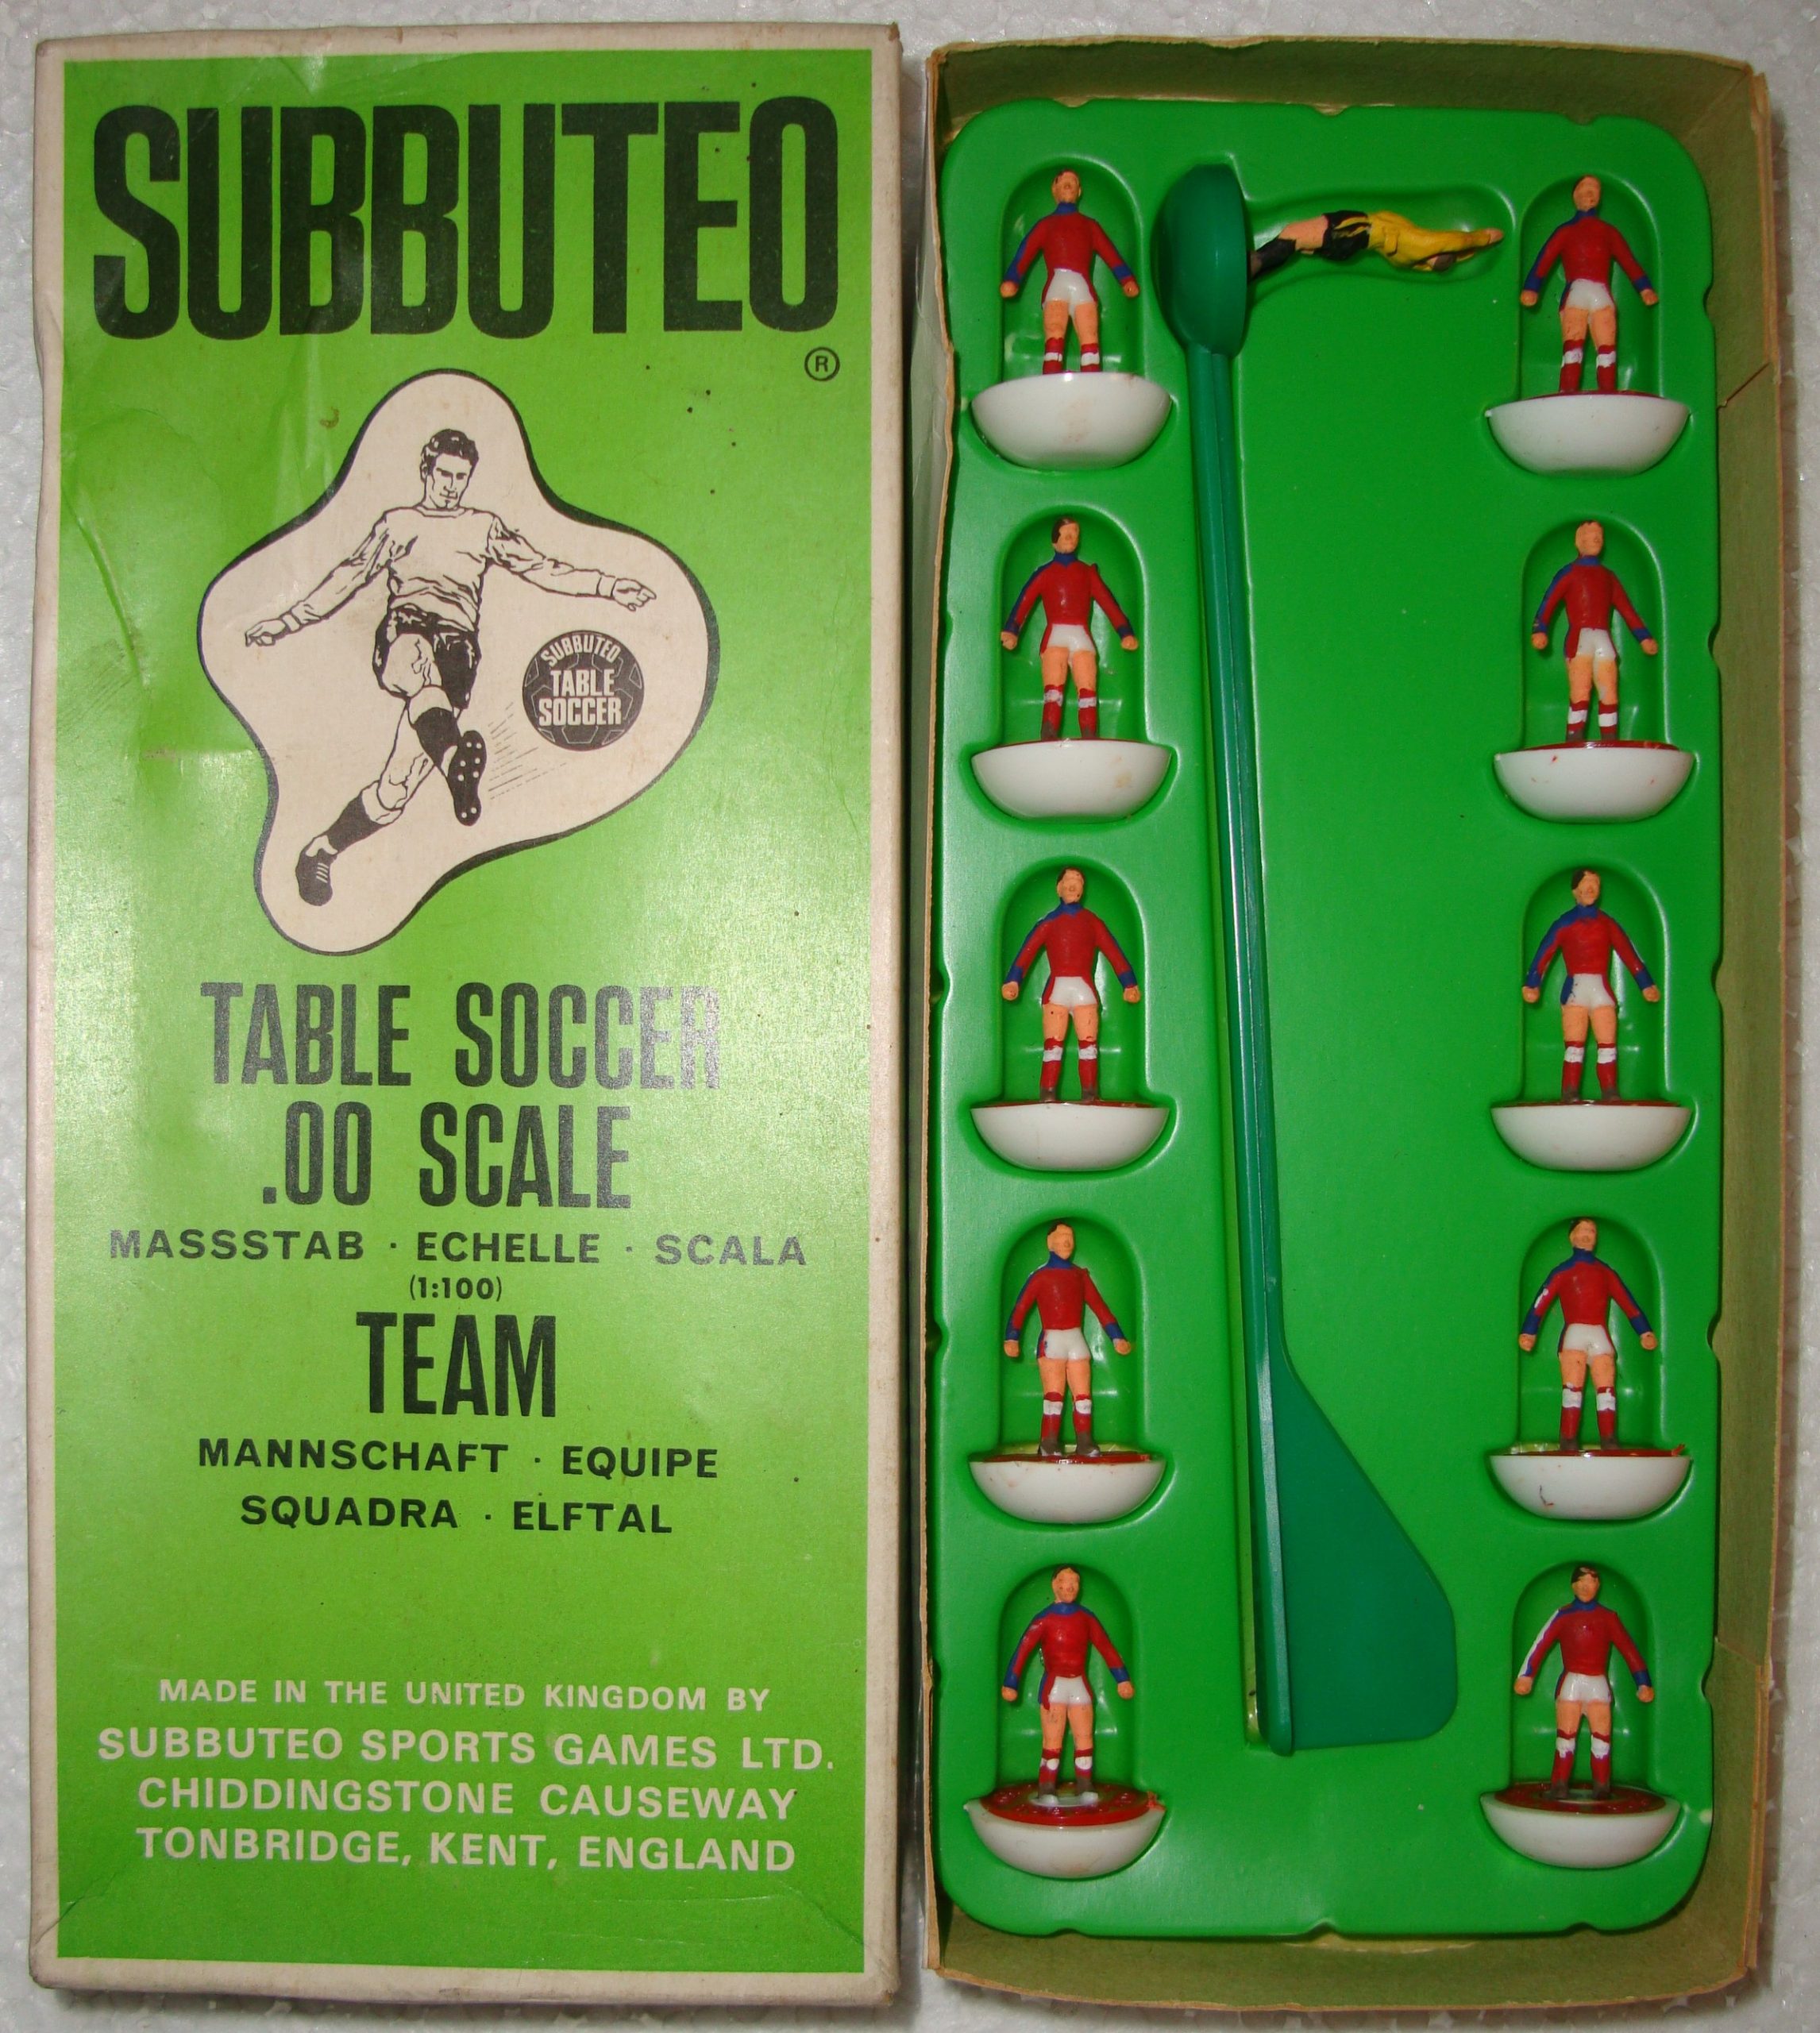 SUBBUTEO
®
SUBBUTEO
TABLE
SOCCER
TABLE SOCCER
.00 SCALE
MASSSTAB · ECHELLE · SCALA
(1:100)
TEAM
MANNSCHAFT · EQUIPE
SQUADRA · ELFTAL
MADE IN THE UNITED KINGDOM BY
SUBBUTEO SPORTS GAMES LTD.
CHIDDINGSTONE CAUSEWAY
TONBRIDGE, KENT, ENGLAND